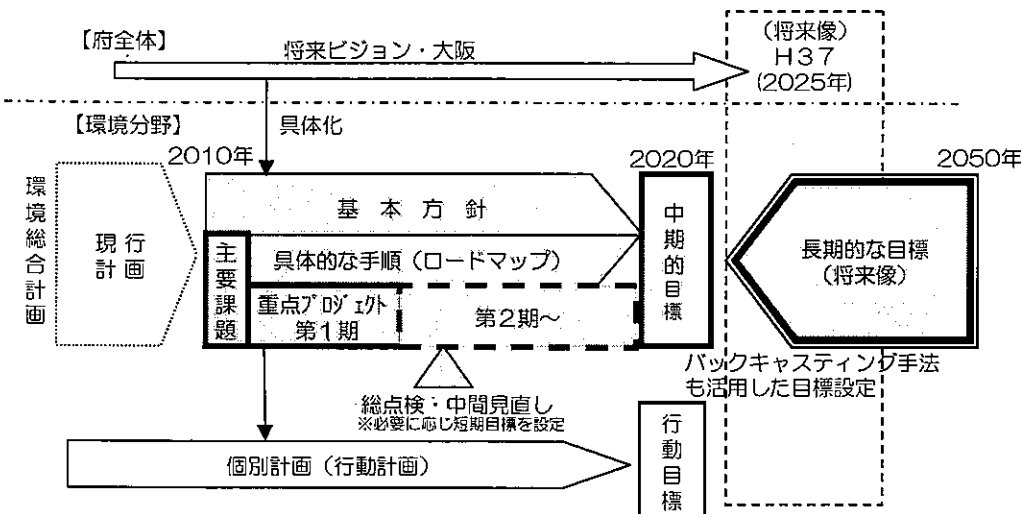 【府全体】
将来ビジョン・大阪
(将来像)
H37
(2025年)
【環境分野】
具体化
2010年
2020年
2050年
環境総合計画
現行
計画
基本方針
主要課題
具体的な手順（ロードマップ）
重点プロジェクト
第1期
第2期～
中期的目標
長期的な目標
（将来像）
バックキャスティング手法
も活用した目標設定
総点検・中間見直し
※必要に応じ短期目標を設定
個別計画（行動計画）
行動目標